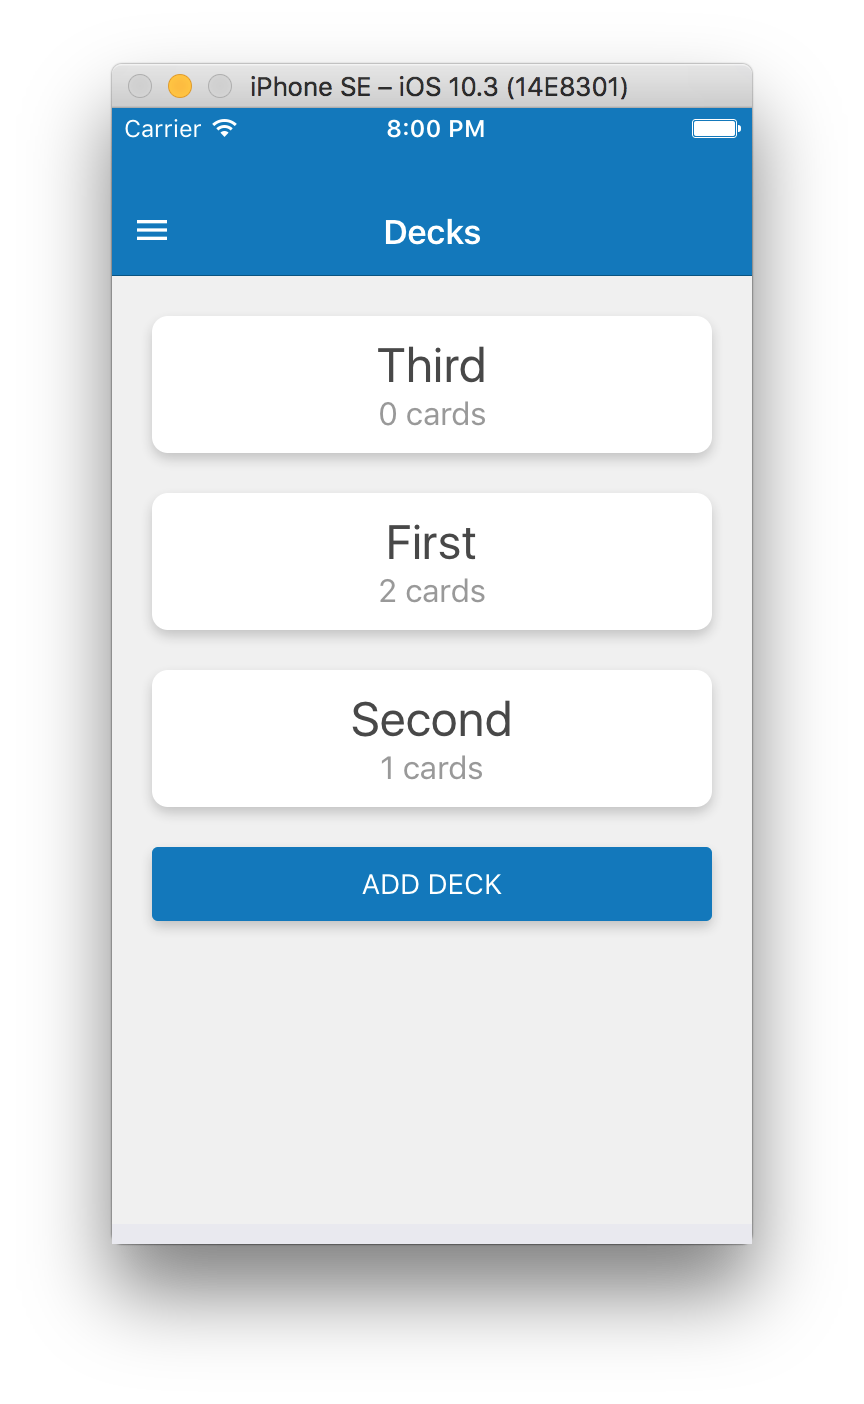 iPhone SE – iOS 10.3 (14E8301)
Carrier 8:00 PM
Decks
Third
0 cards
First
2 cards
Second
1 cards
ADD DECK